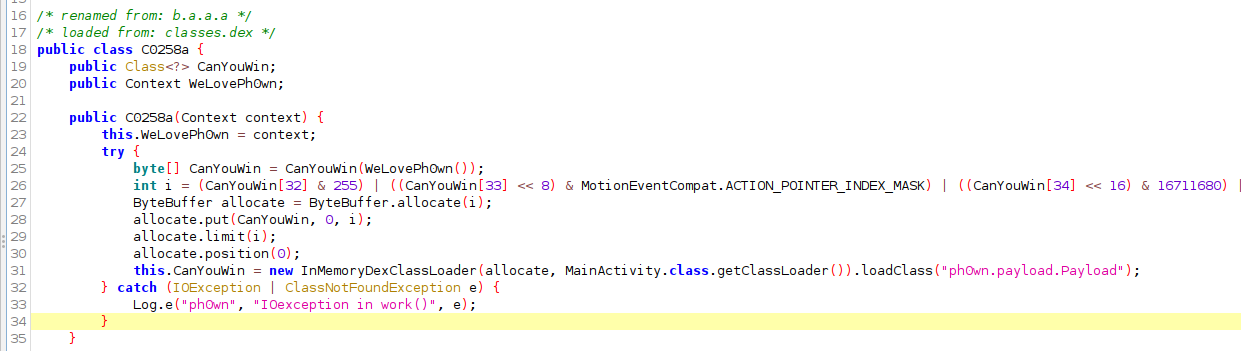 16 /* renamed from: b.a.a.a */
17 /* loaded from: classes.dex */
18 public class C0258a {
19 public Class<?> CanYouWin;
20 public Context WeLovePh0wn;
21
22 public C0258a(Context context) {
23 this.WeLovePh0wn = context;
24 try {
25 byte[] CanYouWin = CanYouWin(WeLovePh0wn());
26 int i = (CanYouWin[32] & 255) | ((CanYouWin[33] << 8) & MotionEventCompat.ACTION_POINTER_INDEX_MASK) | ((CanYouWin[34] << 16) & 16711680) |
27 ByteBuffer allocate = ByteBuffer.allocate(i);
28 allocate.put(CanYouWin, 0, i);
29 allocate.limit(i);
30 allocate.position(0);
31 this.CanYouWin = new InMemoryDexClassLoader(allocate, MainActivity.class.getClassLoader()).loadClass("ph0wn.payload.Payload");
32 } catch (IOException | ClassNotFoundException e) {
33 Log.e("ph0wn", "IOexception in work()", e);
34 }
35 }